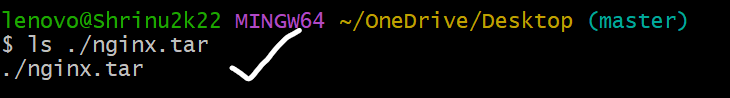 lenovo@Shrinu2k22 MINGW64 ~/OneDrive/Desktop (master)
$ ls ./nginx.tar
./nginx.tar